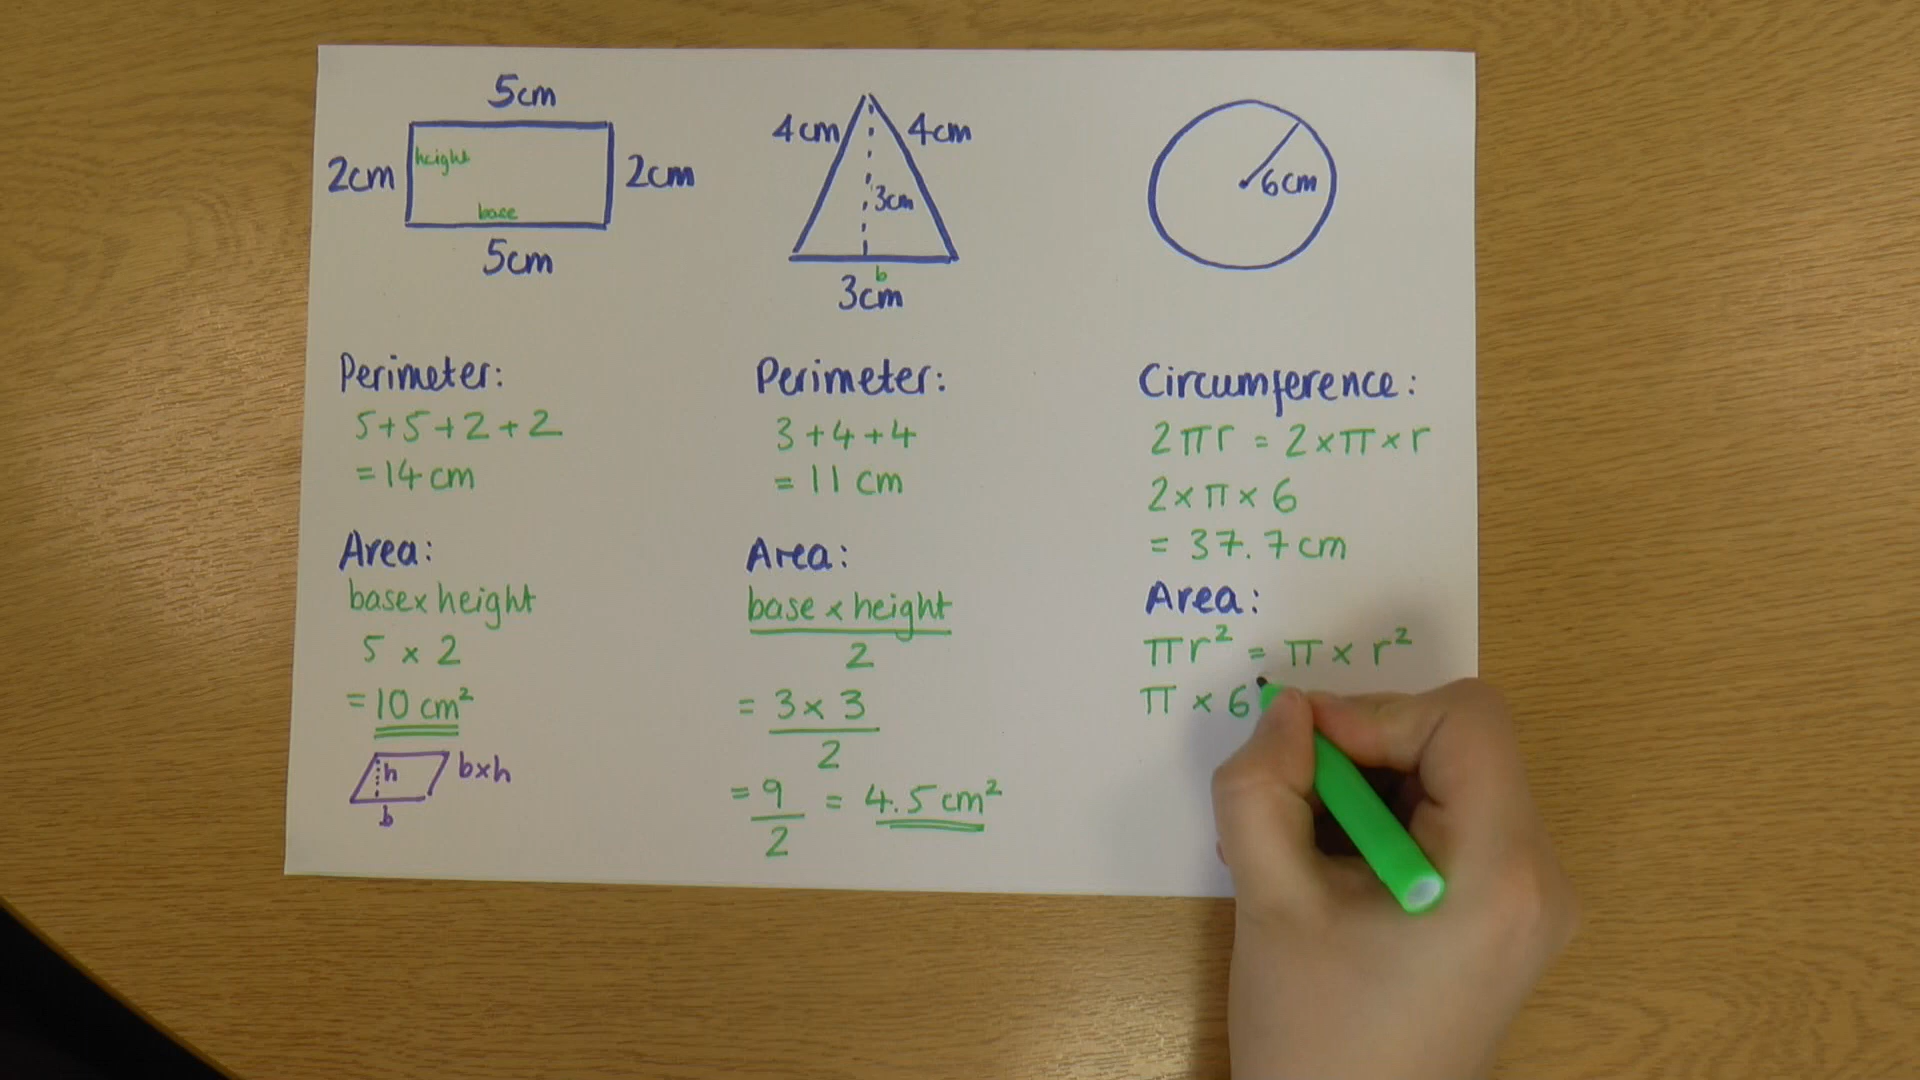 5cm
2cm height 2cm
base
5cm
4cm 4cm
3cm
b
3cm
6cm
Perimeter:
5+5+2+2
=14 cm
Area:
base x height
5 x 2
= 10 cm²
h b x h
b
Perimeter:
3+4+4
= 11 cm
Area:
base x height
2
= 3 x 3
2
= 9 = 4.5 cm²
2
Circumference:
2πr = 2 x π x r
2 x π x 6
= 37.7cm
Area:
πr² = π x r²
π x 6